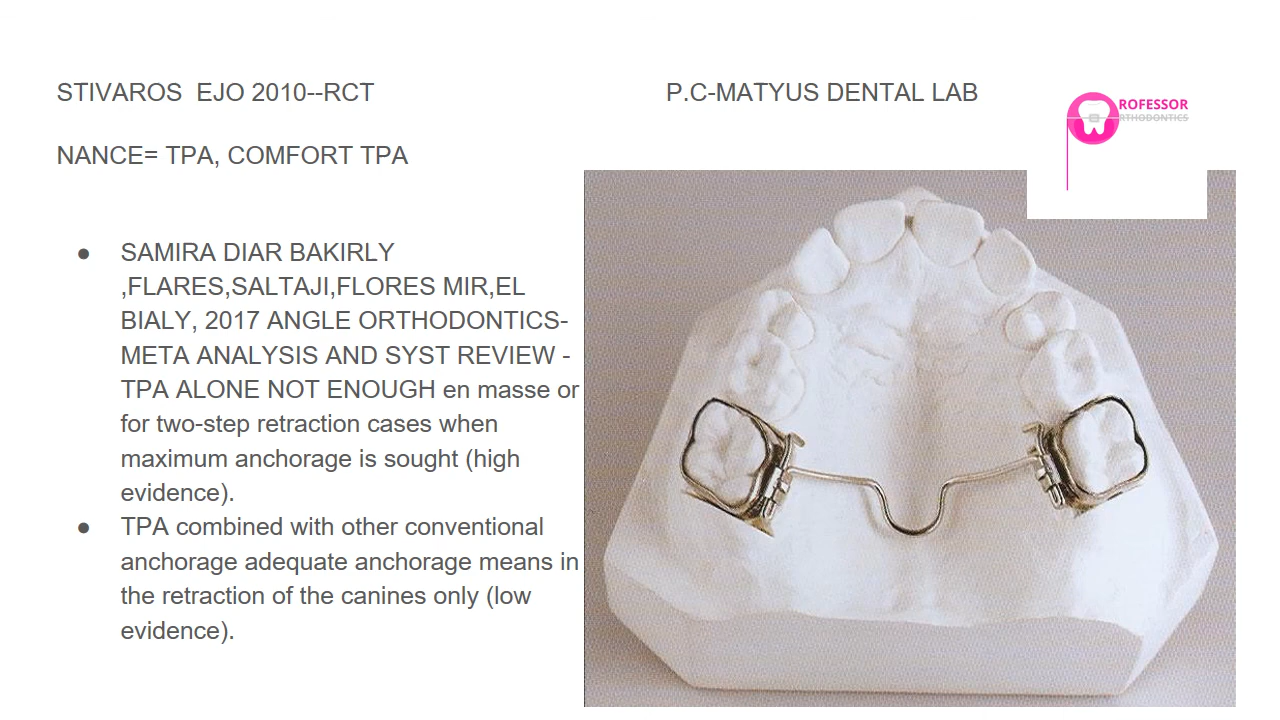 STIVAROS  EJO 2010--RCT
P.C-MATYUS DENTAL LAB
ROFESSOR
RTHODONTICS
NANCE= TPA, COMFORT TPA
● SAMIRA DIAR BAKIRLY
,FLARES,SALTAJI,FLORES MIR,EL
BIALY, 2017 ANGLE ORTHODONTICS-
META ANALYSIS AND SYST REVIEW -
TPA ALONE NOT ENOUGH en masse or
for two-step retraction cases when
maximum anchorage is sought (high
evidence).
● TPA combined with other conventional
anchorage adequate anchorage means in
the retraction of the canines only (low
evidence).